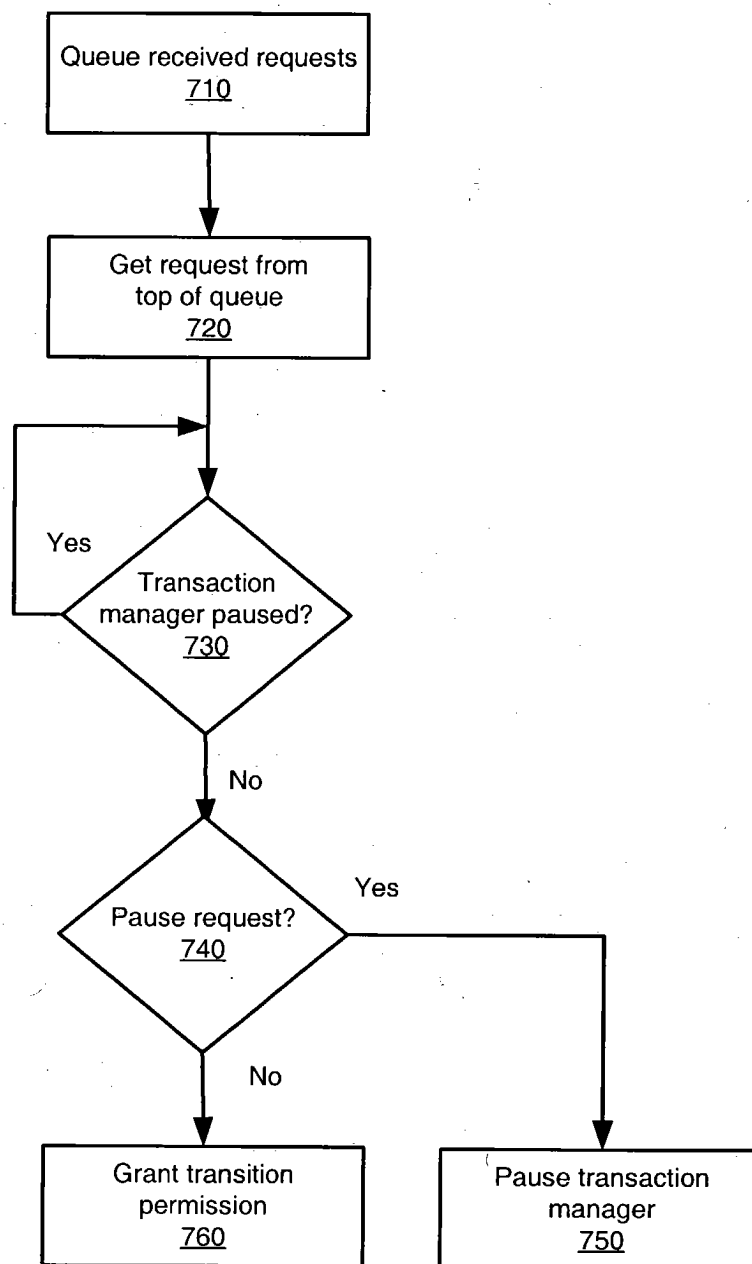 Queue received requests
710
Get request from
top of queue
720
Yes
Transaction
manager paused?
730
No
Yes
Pause request?
740
No
Grant transition
permission
760
Pause transaction
manager
750